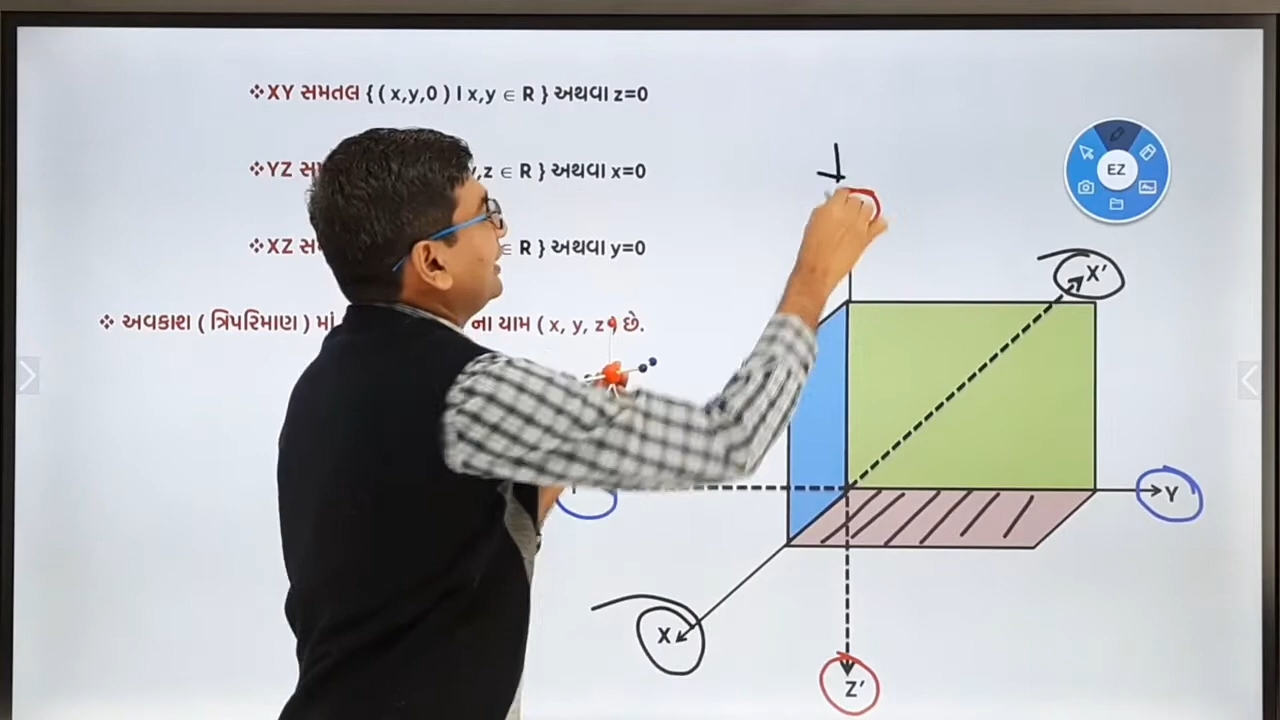 ❖XY સમતલ { ( x,y,0 ) I x,y ∈ R } અથવા z=0
❖YZ ,z ∈ R } અથવા x=0
❖XZ ∈ R } અથવા y=0
❖ અવકાશ ( ત્રિપરિમાણ ) માં ના યામ ( x, y, z છે.
EZ
X'
Y
X
Z'